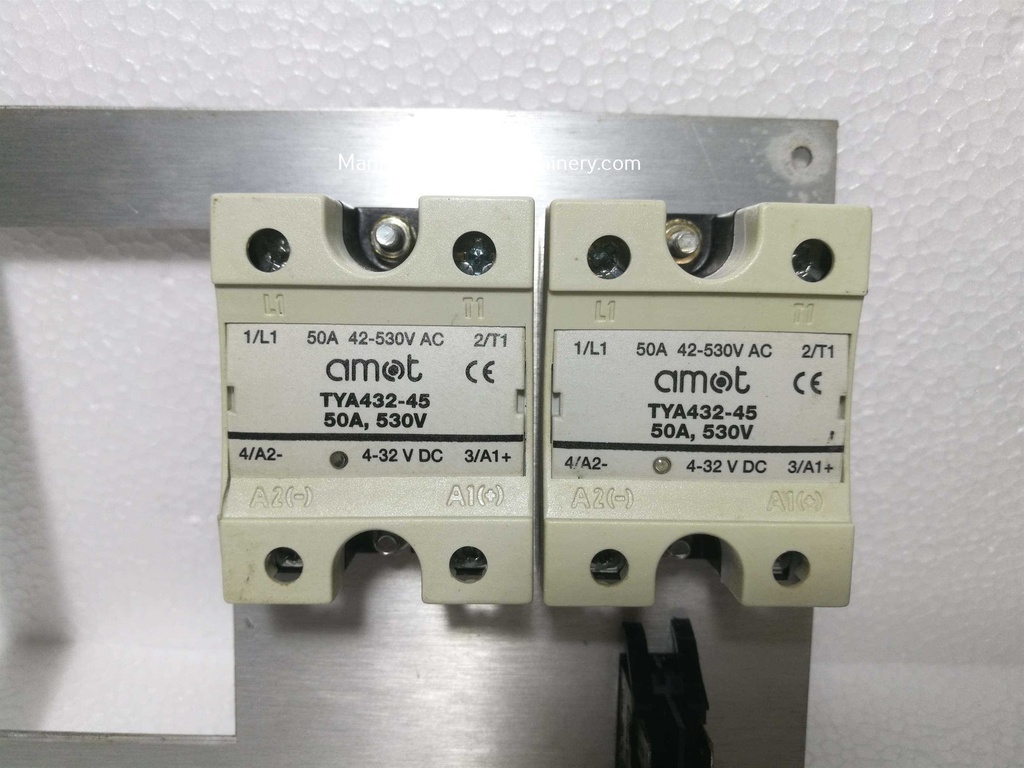 L1 T1
1/L1 50A 42-530V AC 2/T1
amot CE
TYA432-45
50A, 530V
4/A2- 4-32 V DC 3/A1+
A2(-) A1(+)
L1 T1
1/L1 50A 42-530V AC 2/T1
amot CE
TYA432-45
50A, 530V
4/A2- 4-32 V DC 3/A1+
A2(-) A1(+)